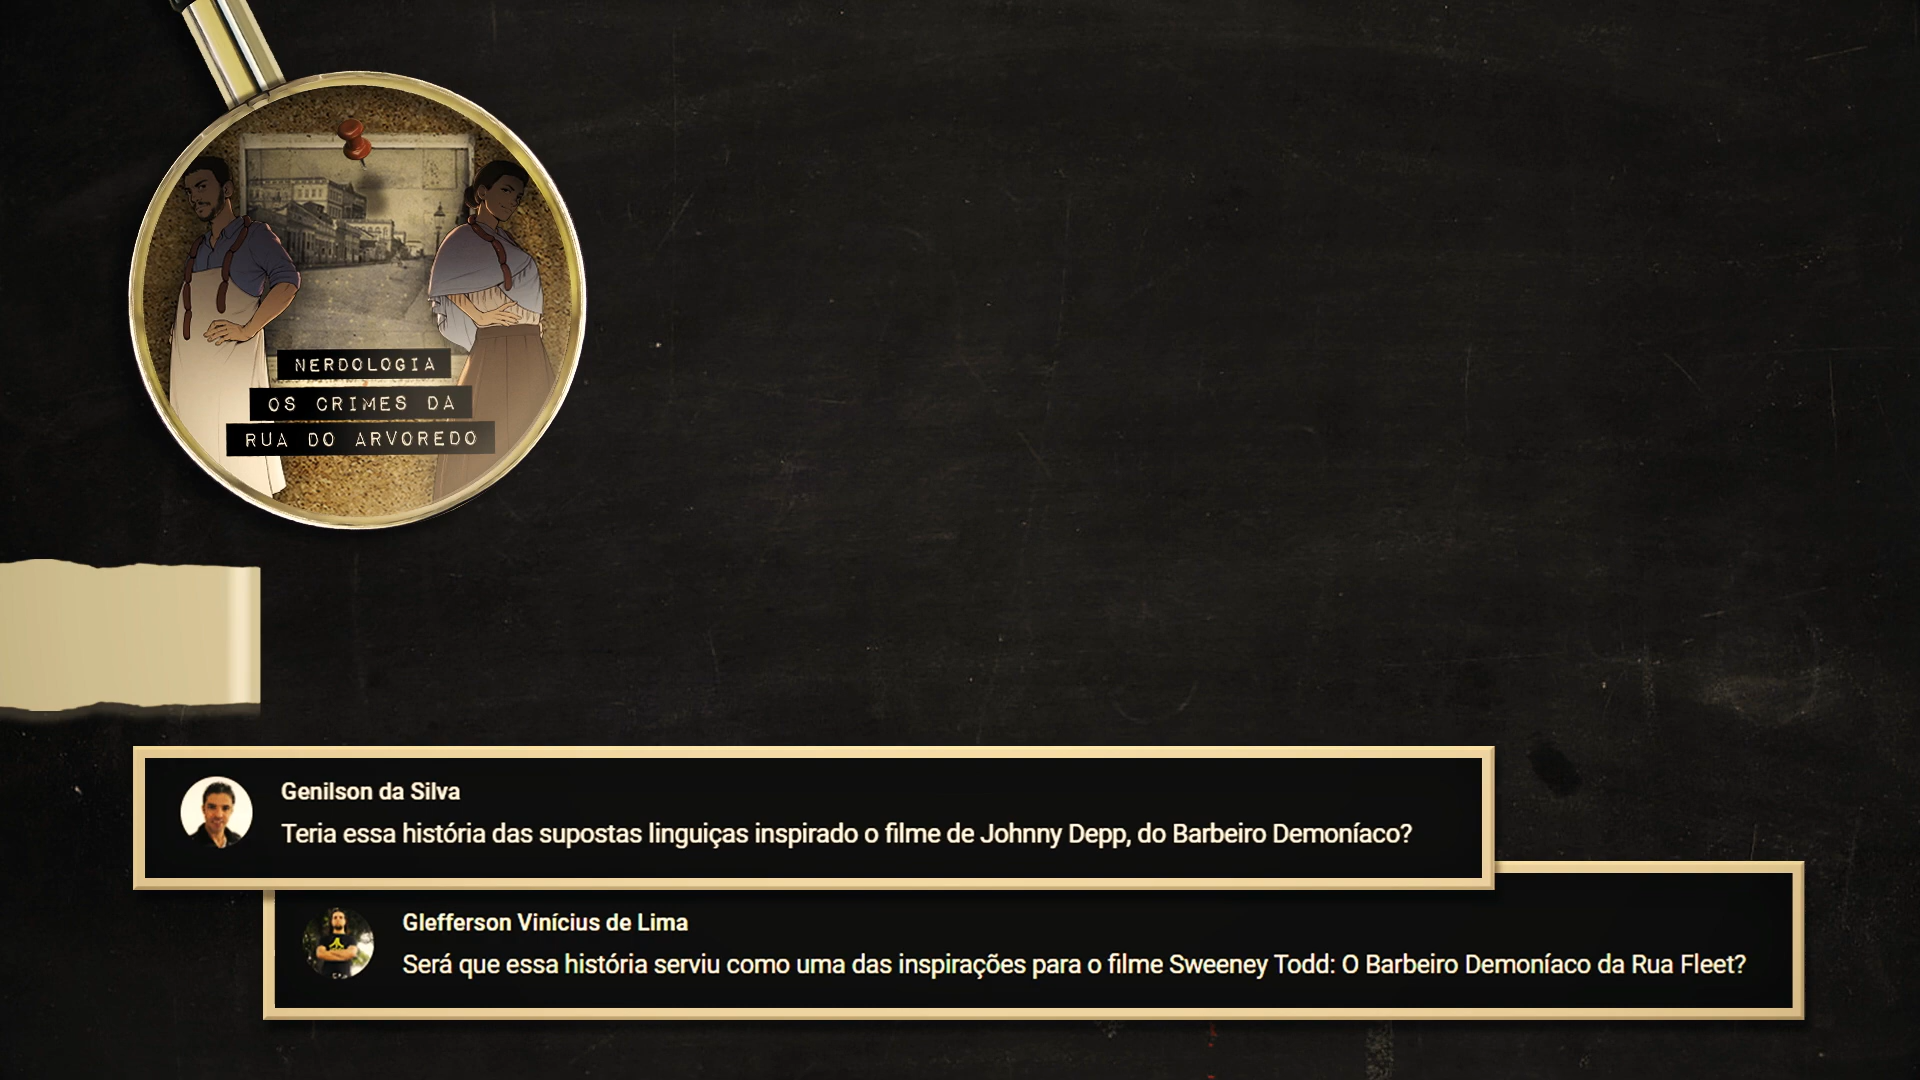 NERDOLOGIA
OS CRIMES DA
RUA DO ARVOREDO
Genilson da Silva
Teria essa história das supostas linguiças inspirado o filme de Johnny Depp, do Barbeiro Demoníaco?
Glefferson Vinícius de Lima
Será que essa história serviu como uma das inspirações para o filme Sweeney Todd: O Barbeiro Demoníaco da Rua Fleet?